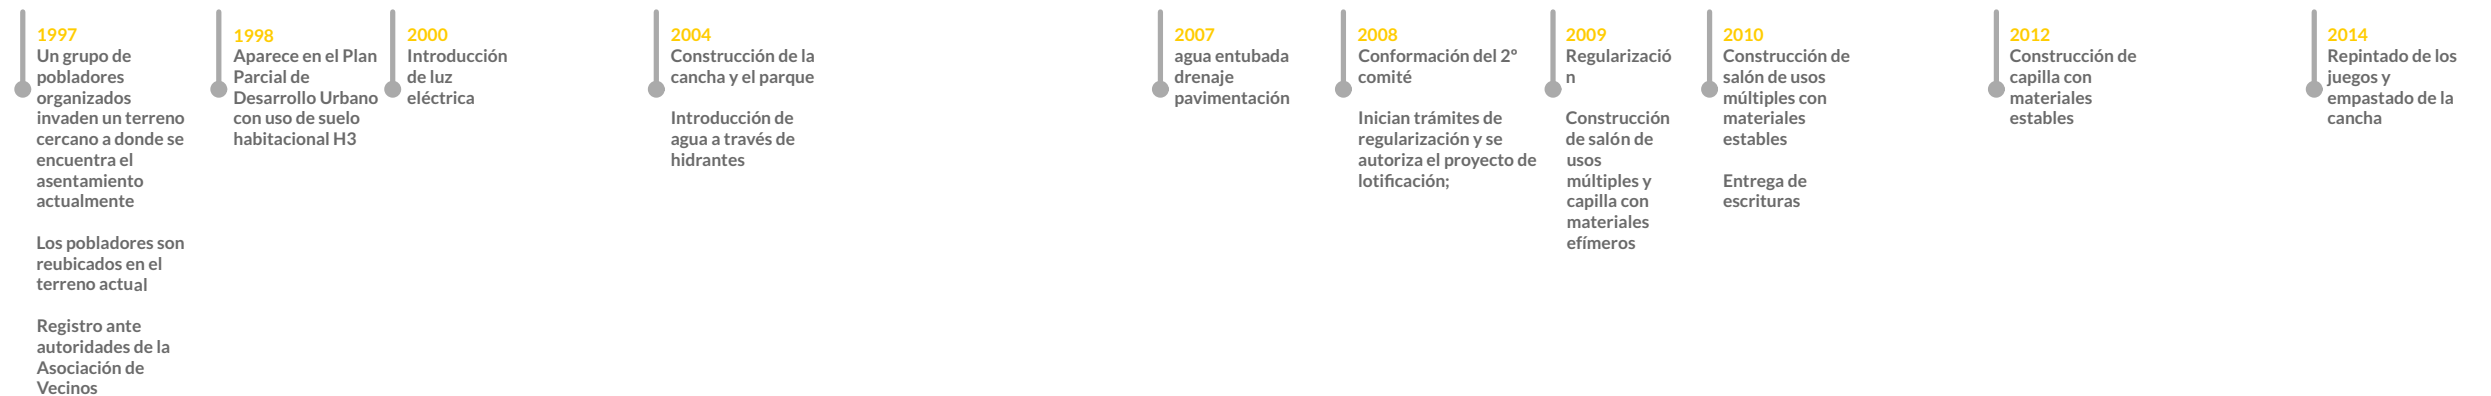 1997
Un grupo de
pobladores
organizados
invaden un terreno
cercano a donde se
encuentra el
asentamiento
actualmente
Los pobladores son
reubicados en el
terreno actual
Registro ante
autoridades de la
Asociación de
Vecinos
1998
Aparece en el Plan
Parcial de
Desarrollo Urbano
con uso de suelo
habitacional H3
2000
Introducción
de luz
eléctrica
2004
Construcción de la
cancha y el parque
Introducción de
agua a través de
hidrantes
2007
agua entubada
drenaje
pavimentación
2008
Conformación del 2º
comité
Inician trámites de
regularización y se
autoriza el proyecto de
lotificación;
2009
Regularizació
n
Construcción
de salón de
usos
múltiples y
capilla con
materiales
efímeros
2010
Construcción de
salón de usos
múltiples con
materiales
estables
Entrega de
escrituras
2012
Construcción de
capilla con
materiales
estables
2014
Repintado de los
juegos y
empastado de la
cancha